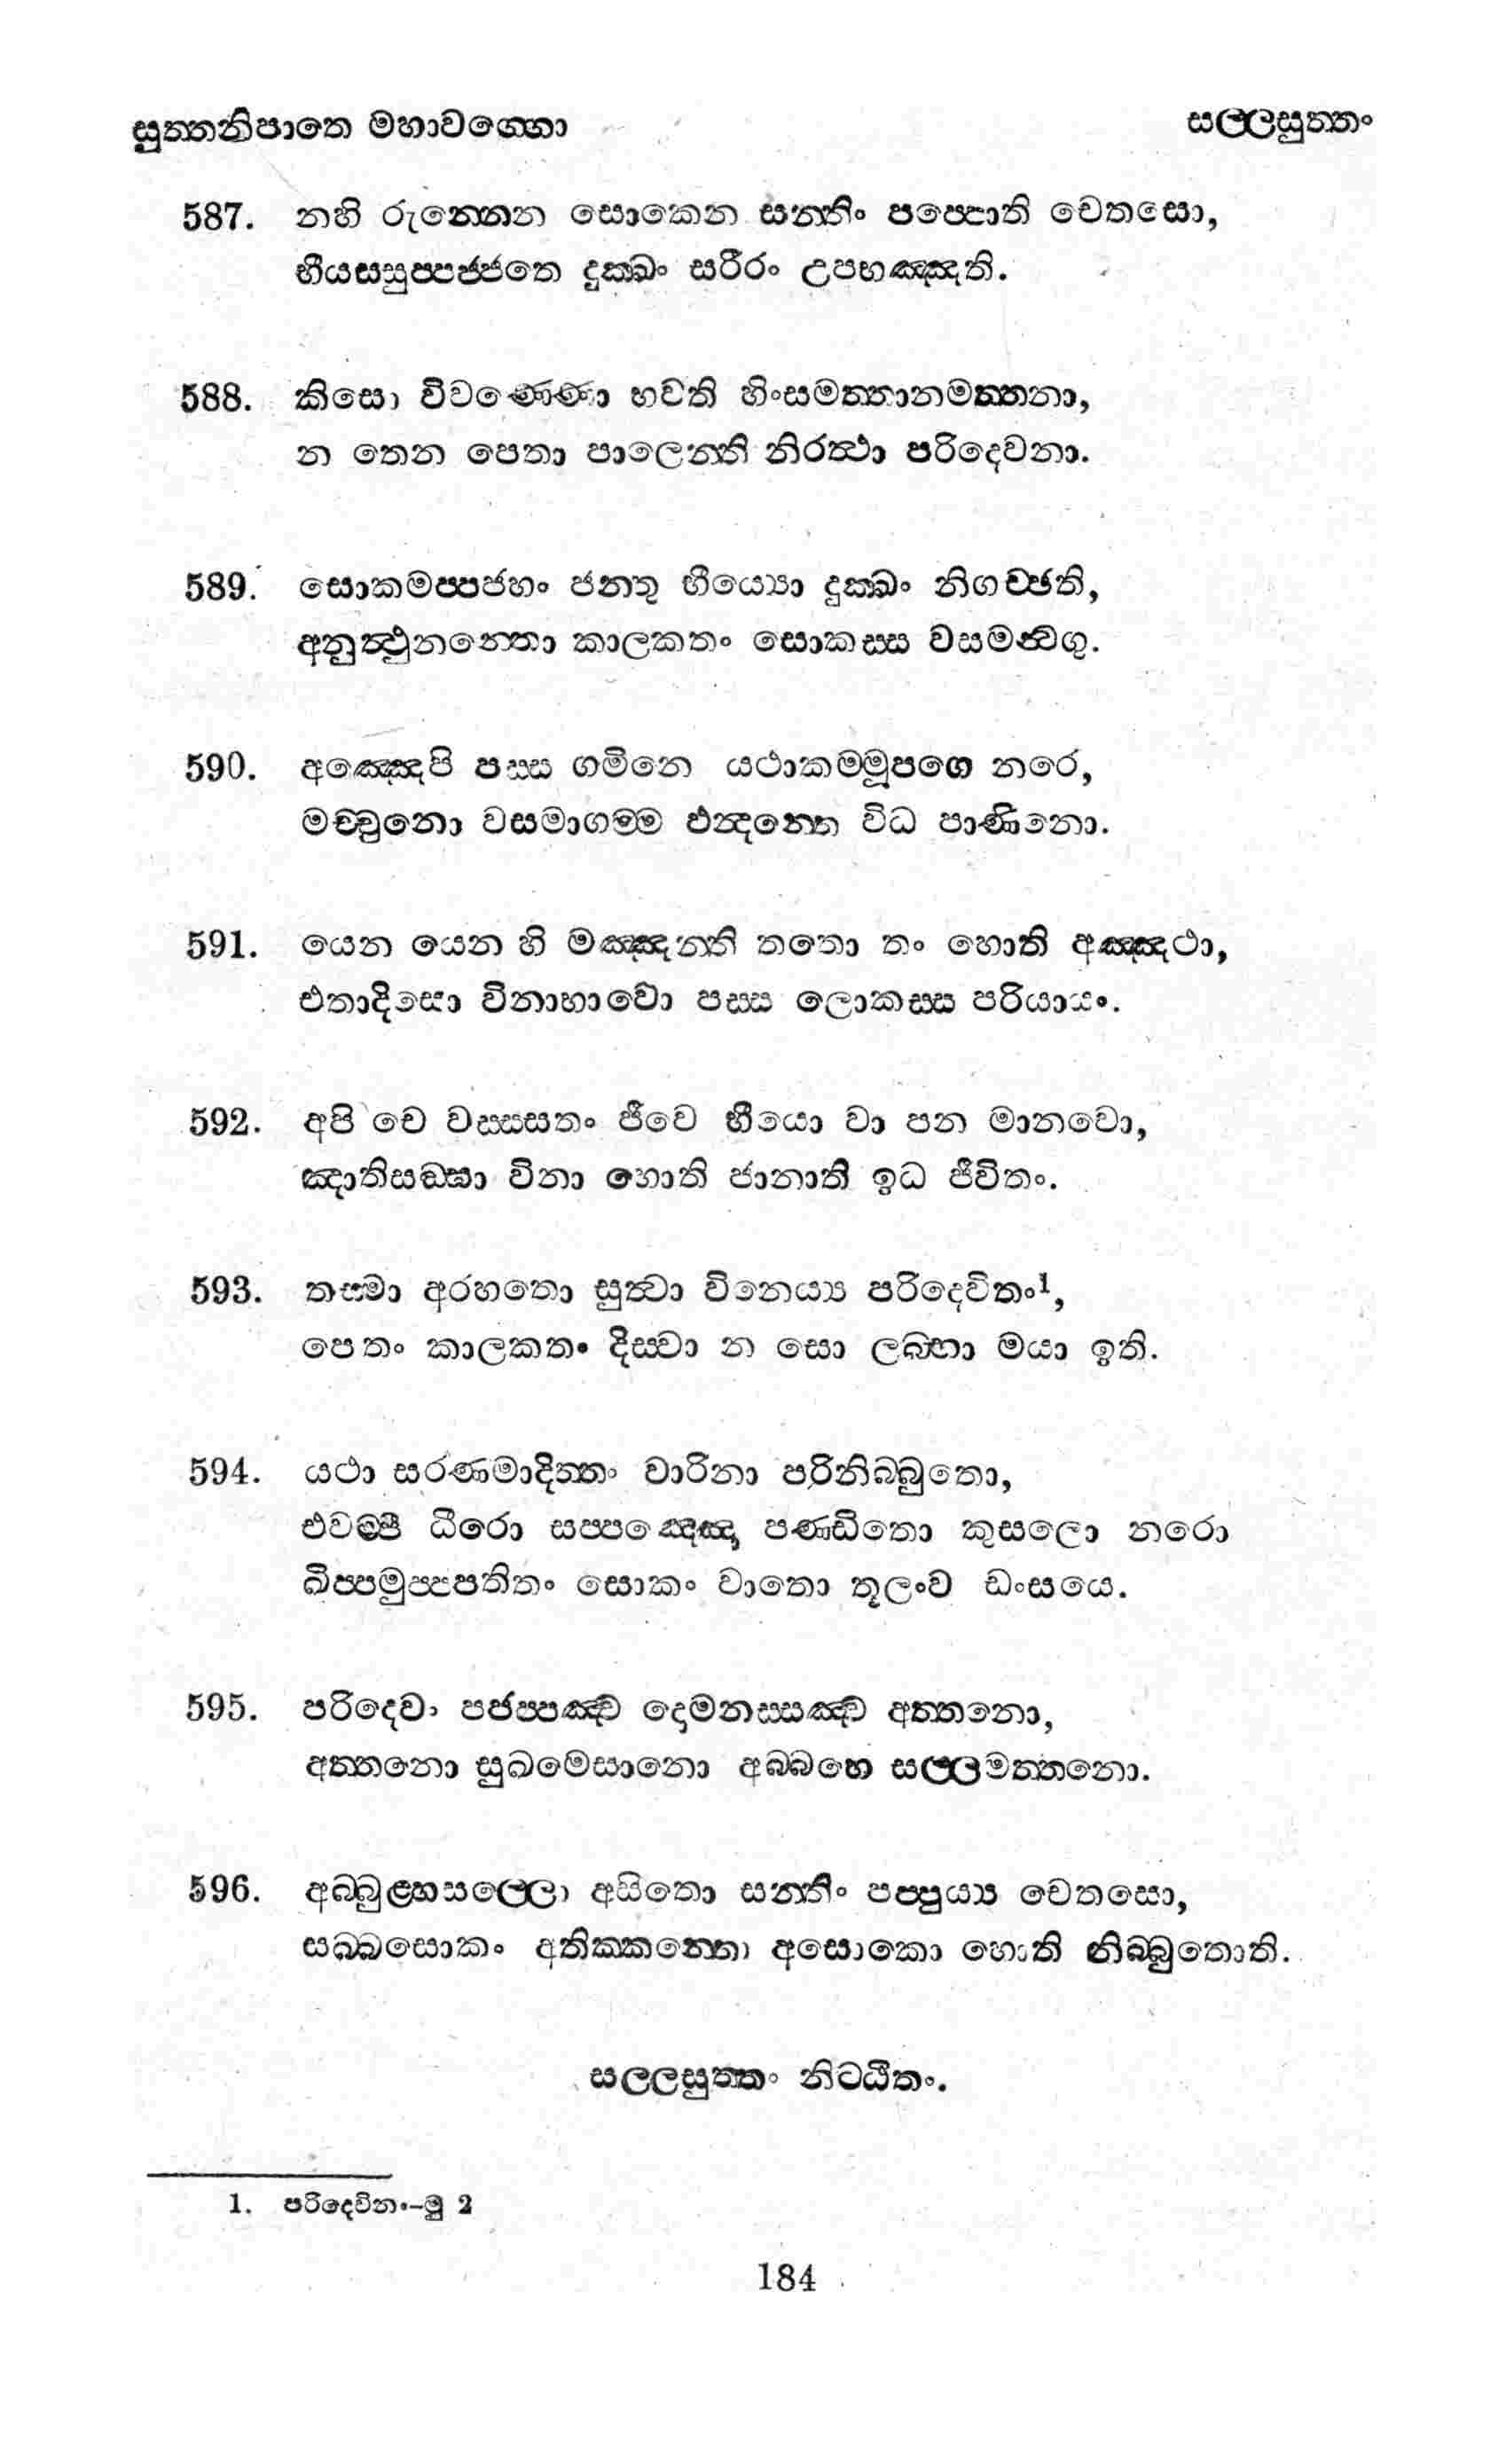 සුත්තනිපාතෙ මහාවග්ගො
සල්ලසුත්තං
587. නහි රුන්නෙන සොකෙන සන්තිං පප්පොති චෙතසො,
භීයස්සුප්පජ්ජතෙ දුක්ඛං සරීරං උපහඤ්ඤති.
588. කිසො විවණ්ණො භවති හිංසමත්තානමත්තනා,
න තෙන පෙතා පාලෙන්ති නිරත්ථා පරිදෙවනා.
589. සොකමප්පජහං ජන්තු භීය්‍යො දුක්ඛං නිගච්ඡති,
අනුත්ථුනන්තො කාලකතං සොකස්ස වසමන්වගු.
590. අඤ්ඤෙපි පස්ස ගමිනෙ යථාකම්මූපගෙ නරෙ,
මච්චුනො වසමාගම්ම ඵන්දන්තෙ විධ පාණිනො.
591. යෙන යෙන හි මඤ්ඤන්ති තතො තං හොති අඤ්ඤථා,
එතාදිසො විනාභාවො පස්ස ලොකස්ස පරියායං.
592. අපි චෙ වස්සසතං ජීවෙ භීයො වා පන මානවො,
ඤාතිසඞ්ඝා විනා හොති ජානාති ඉධ ජීවිතං.
593. තස්මා අරහතො සුත්වා විනෙය්‍ය පරිදෙවිතං¹,
පෙතං කාලකතං දිස්වා න සො ලබ්භා මයා ඉති.
594. යථා සරණමාදිත්තං වාරිනා පරිනිබ්බුතො,
එවම්පි ධීරො සප්පඤ්ඤො පණ්ඩිතො කුසලො නරො
ඛිප්පමුප්පතිතං සොකං වාතො තූලංව ධංසයෙ.
595. පරිදෙවං පජප්පඤ්ච දොමනස්සඤ්ච අත්තනො,
අත්තනො සුඛමෙසානො අබ්බහෙ සල්ලමත්තනො.
596. අබ්බුළ්හසල්ලො අසිතො සන්තිං පප්පුය්‍ය චෙතසො,
සබ්බසොකං අතික්කන්තො අසොකො හොති නිබ්බුතොති.
සල්ලසුත්තං නිට්ඨිතං.
1. පරිදෙවිනං-මු 2
184